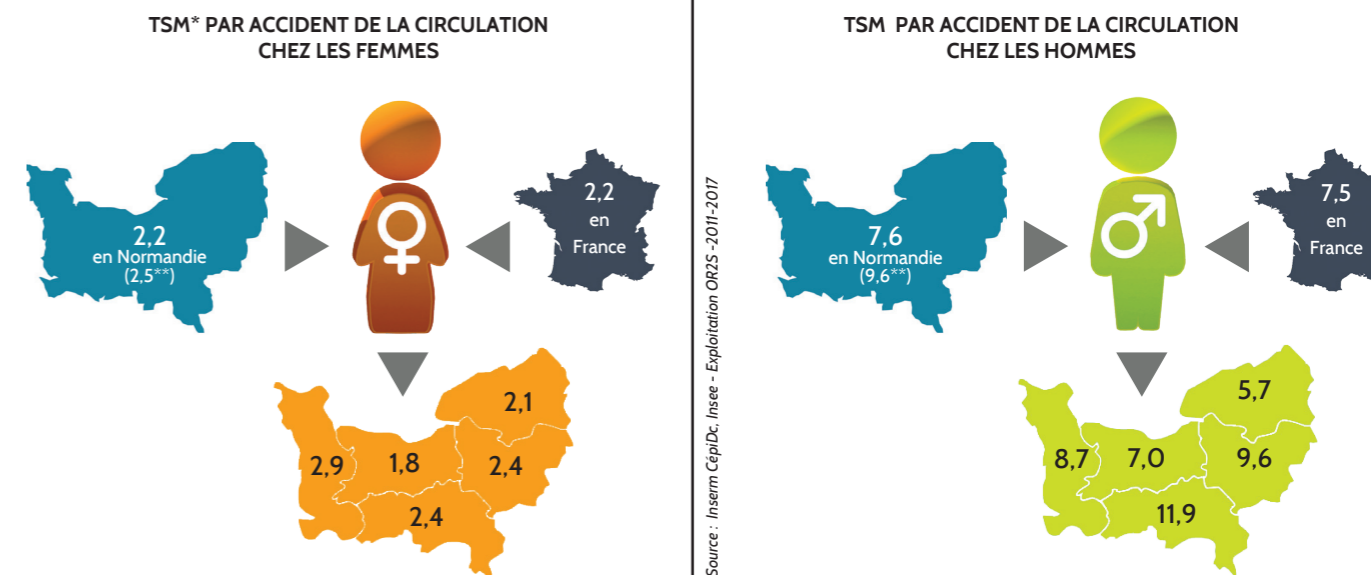 TSM* PAR ACCIDENT DE LA CIRCULATION
CHEZ LES FEMMES
2,2
en Normandie
(2,5**)
2,2
en
France
2,1
2,9
1,8
2,4
2,4
Source : Inserm CépiDc, Insee - Exploitation OR2S -2011-2017
TSM PAR ACCIDENT DE LA CIRCULATION
CHEZ LES HOMMES
7,6
en Normandie
(9,6**)
7,5
en
France
5,7
8,7
7,0
9,6
11,9